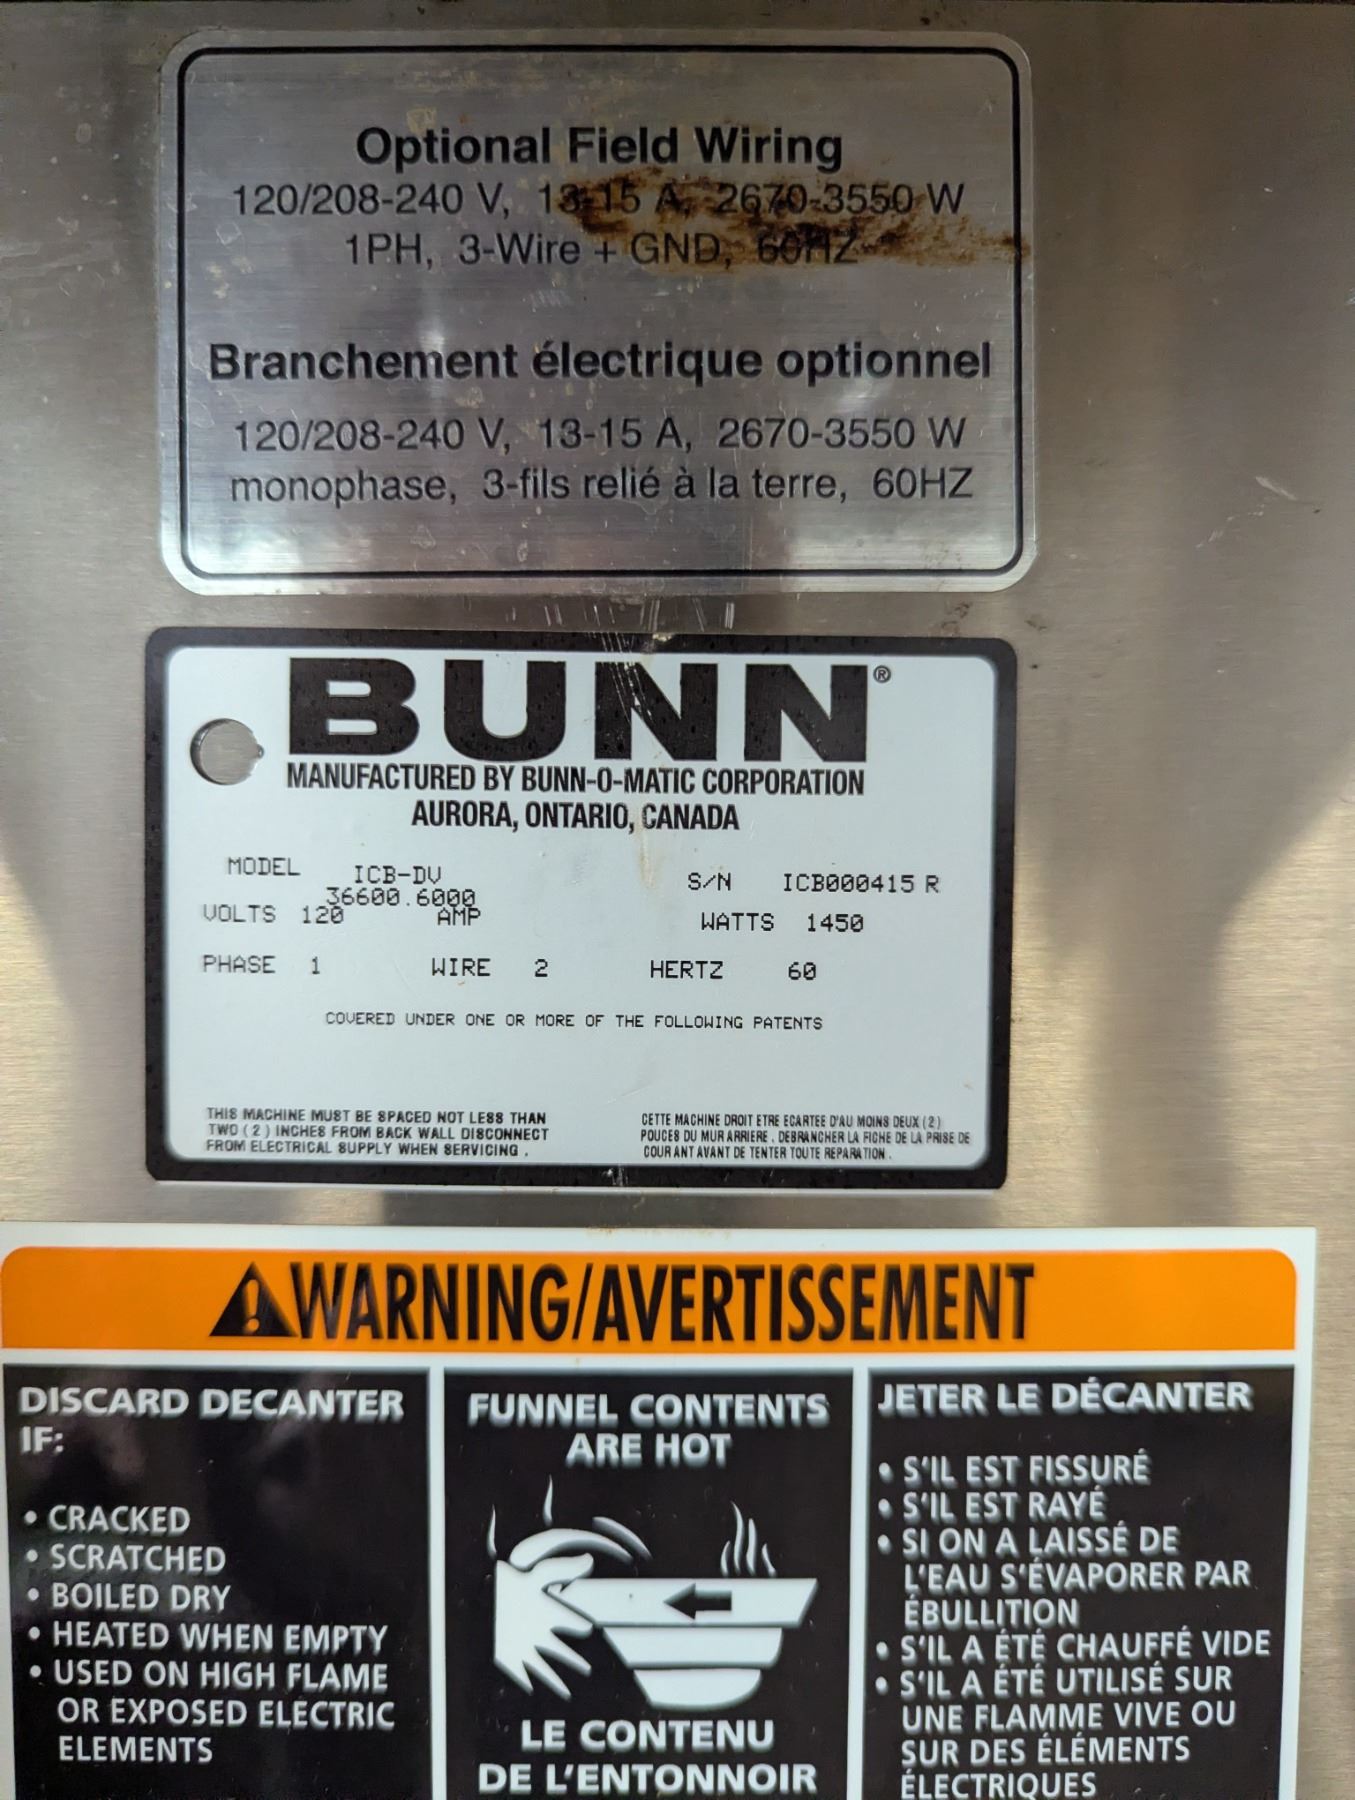 Optional Field Wiring
120/208-240 V, 13-15 A, 2670-3550 W
1PH, 3-Wire + GND, 60HZ
Branchement électrique optionnel
120/208-240 V, 13-15 A, 2670-3550 W
monophase, 3-fils relié à la terre, 60HZ
BUNN®
MANUFACTURED BY BUNN-O-MATIC CORPORATION
AURORA, ONTARIO, CANADA
MODEL ICB-DV S/N ICB000415 R
36600.6000
VOLTS 120 AMP WATTS 1450
PHASE 1 WIRE 2 HERTZ 60
COVERED UNDER ONE OR MORE OF THE FOLLOWING PATENTS
THIS MACHINE MUST BE SPACED NOT LESS THAN
TWO ( 2 ) INCHES FROM BACK WALL DISCONNECT
FROM ELECTRICAL SUPPLY WHEN SERVICING .
CETTE MACHINE DROIT ETRE ECARTEE D'AU MOINS DEUX ( 2 )
POUCES DU MUR ARRIERE . DEBRANCHER LA FICHE DE LA PRISE DE
COURANT AVANT DE TENTER TOUTE REPARATION .
WARNING/AVERTISSEMENT
DISCARD DECANTER
IF:
• CRACKED
• SCRATCHED
• BOILED DRY
• HEATED WHEN EMPTY
• USED ON HIGH FLAME
OR EXPOSED ELECTRIC
ELEMENTS
FUNNEL CONTENTS
ARE HOT
LE CONTENU
DE L'ENTONNOIR
JETER LE DÉCANTER
• S'IL EST FISSURÉ
• S'IL EST RAYÉ
• SI ON A LAISSÉ DE
L'EAU S'ÉVAPORER PAR
ÉBULLITION
• S'IL A ÉTÉ CHAUFFÉ VIDE
• S'IL A ÉTÉ UTILISÉ SUR
UNE FLAMME VIVE OU
SUR DES ÉLÉMENTS
ÉLECTRIQUES